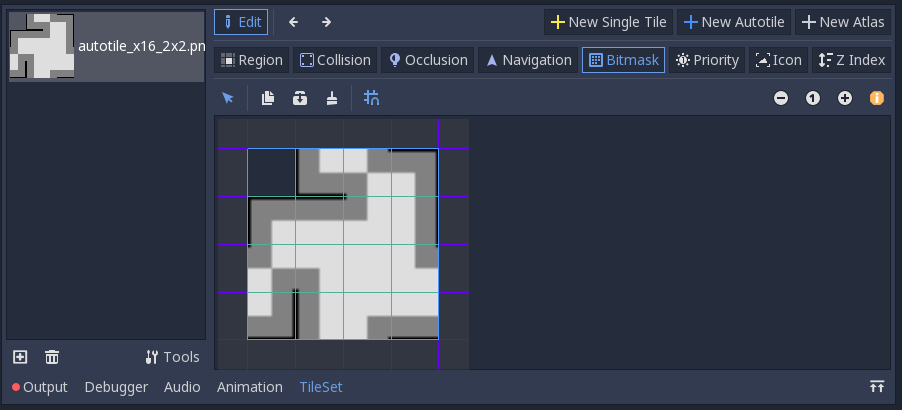 Edit
New Single Tile
New Autotile
New Atlas
autotile_x16_2x2.pn
Region
Collision
Occlusion
Navigation
Bitmask
Priority
Icon
Z Index
1
Tools
Output
Debugger
Audio
Animation
TileSet